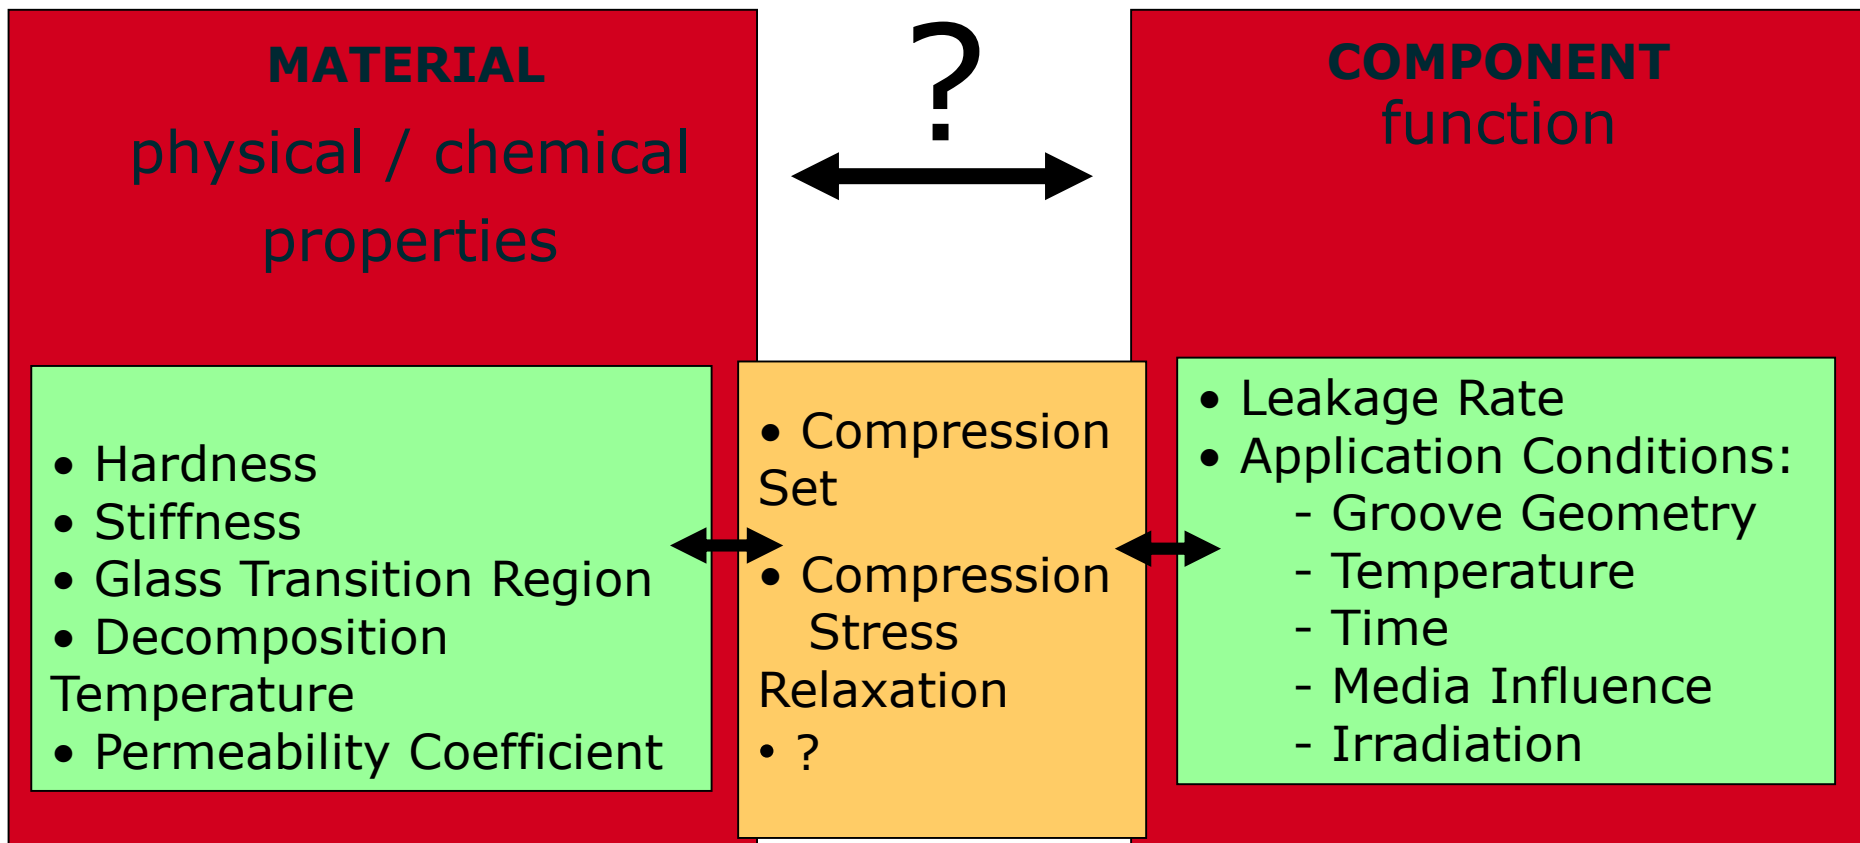 MATERIAL
physical / chemical
properties
?
COMPONENT
function
• Hardness
• Stiffness
• Glass Transition Region
• Decomposition
Temperature
• Permeability Coefficient
• Compression
Set
• Compression
Stress
Relaxation
• ?
• Leakage Rate
• Application Conditions:
- Groove Geometry
- Temperature
- Time
- Media Influence
- Irradiation